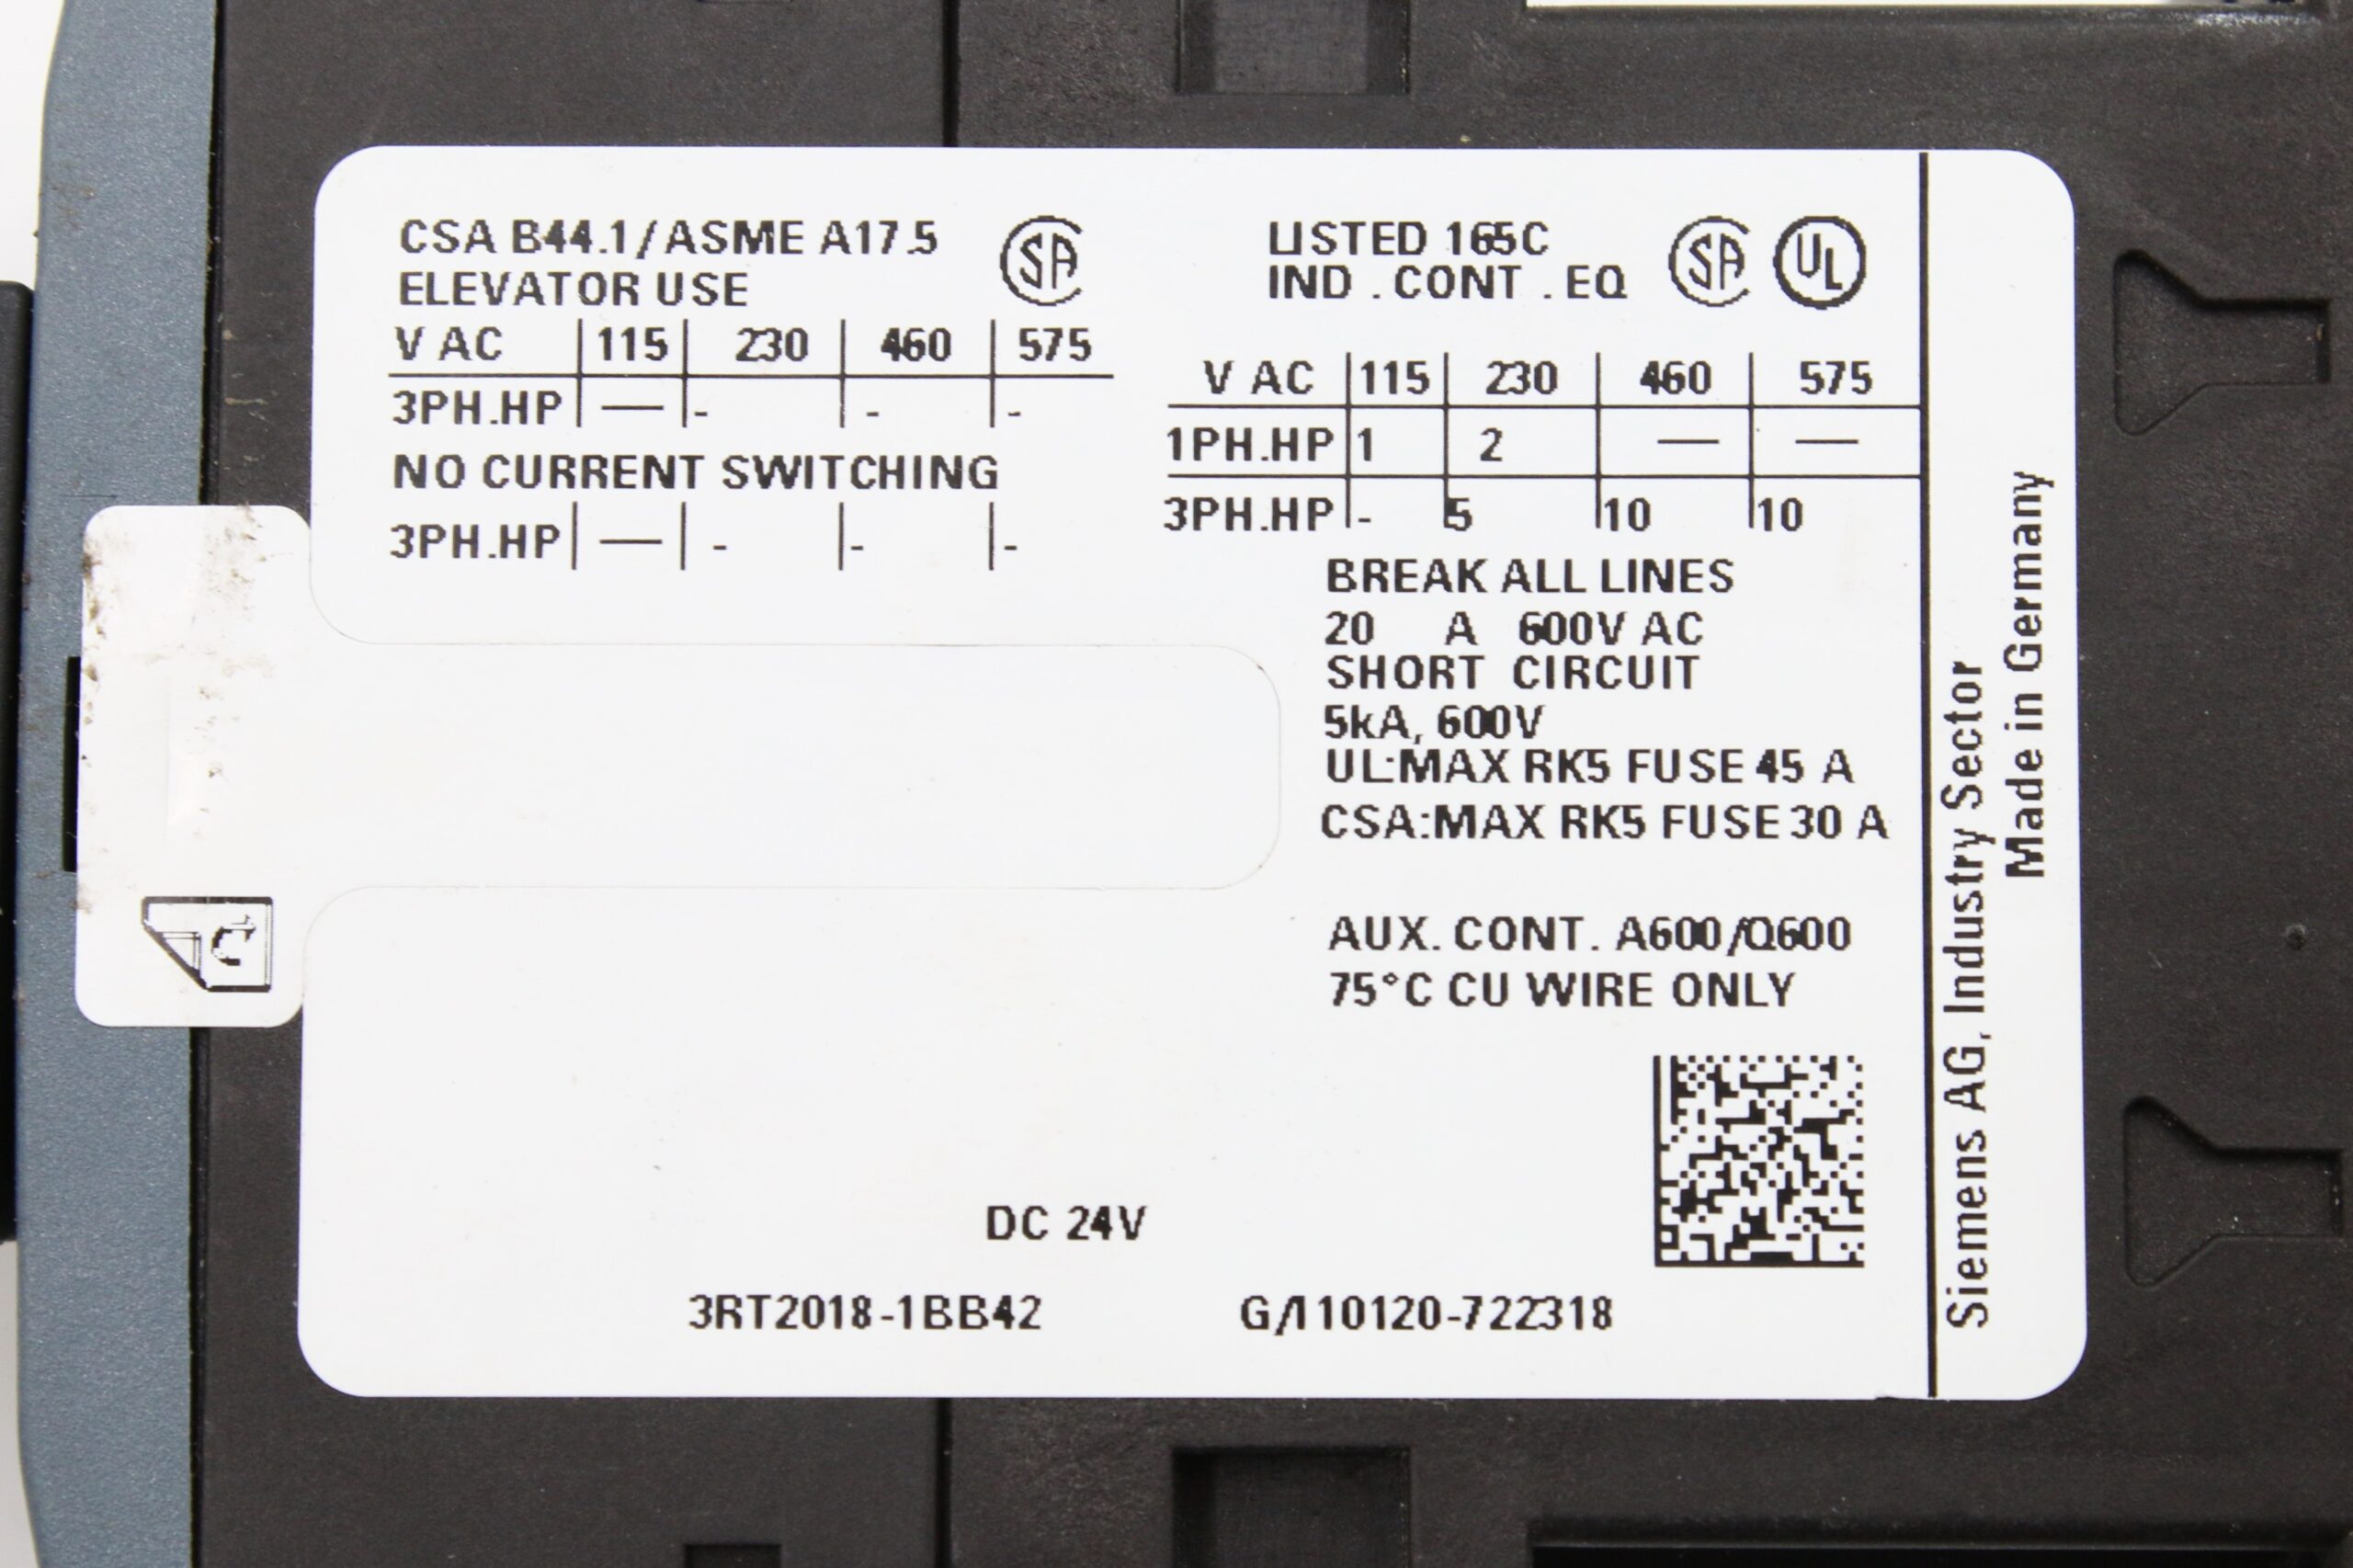 CSA B44.1/ASME A17.5
ELEVATOR USE
SA
V AC 115 230 460 575
3PH.HP — - - -
NO CURRENT SWITCHING
3PH.HP — - - -
LISTED 165C
IND . CONT . EQ
SA UL
V AC 115 230 460 575
1PH.HP 1 2 — —
3PH.HP - 5 10 10
BREAK ALL LINES
20 A 600V AC
SHORT CIRCUIT
5kA, 600V
UL:MAX RK5 FUSE 45 A
CSA:MAX RK5 FUSE 30 A
AUX. CONT. A600/Q600
75°C CU WIRE ONLY
DC 24V
3RT2018-1BB42 G/110120-722318
Siemens AG, Industry Sector
Made in Germany